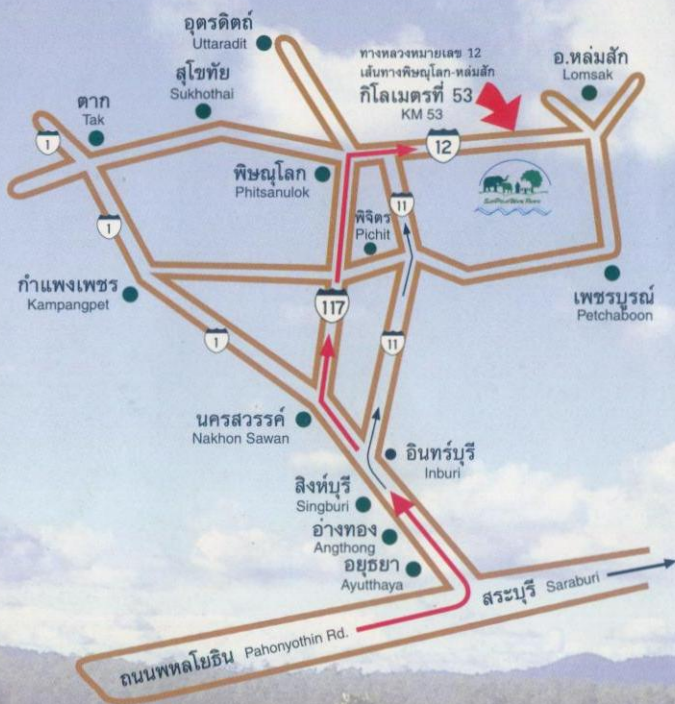 อุตรดิตถ์
Uttaradit
ทางหลวงหมายเลข 12
เส้นทางพิษณุโลก-หล่มสัก
กิโลเมตรที่ 53
KM 53
อ.หล่มสัก
Lomsak
สุโขทัย
Sukhothai
ตาก
Tak
1
12
พิษณุโลก
Phitsanulok
11
พิจิตร
Pichit
1
กำแพงเพชร
Kampangpet
เพชรบูรณ์
Petchaboon
117
1
11
นครสวรรค์
Nakhon Sawan
อินทร์บุรี
Inburi
สิงห์บุรี
Singburi
อ่างทอง
Angthong
อยุธยา
Ayutthaya
สระบุรี Saraburi
ถนนพหลโยธิน Pahonyothin Rd.